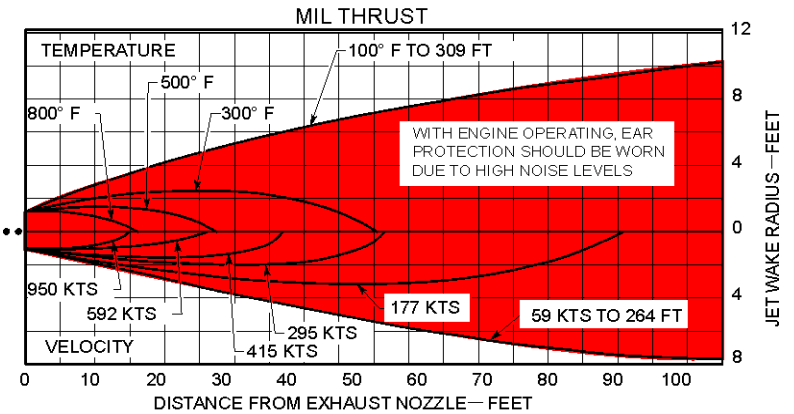 MIL THRUST
TEMPERATURE
100° F TO 309 FT
500° F
800° F
300° F
WITH ENGINE OPERATING, EAR
PROTECTION SHOULD BE WORN
DUE TO HIGH NOISE LEVELS
12
8
4
0
4
8
JET WAKE RADIUS—FEET
950 KTS
592 KTS
177 KTS
59 KTS TO 264 FT
295 KTS
415 KTS
VELOCITY
0 10 20 30 40 50 60 70 80 90 100
DISTANCE FROM EXHAUST NOZZLE—FEET